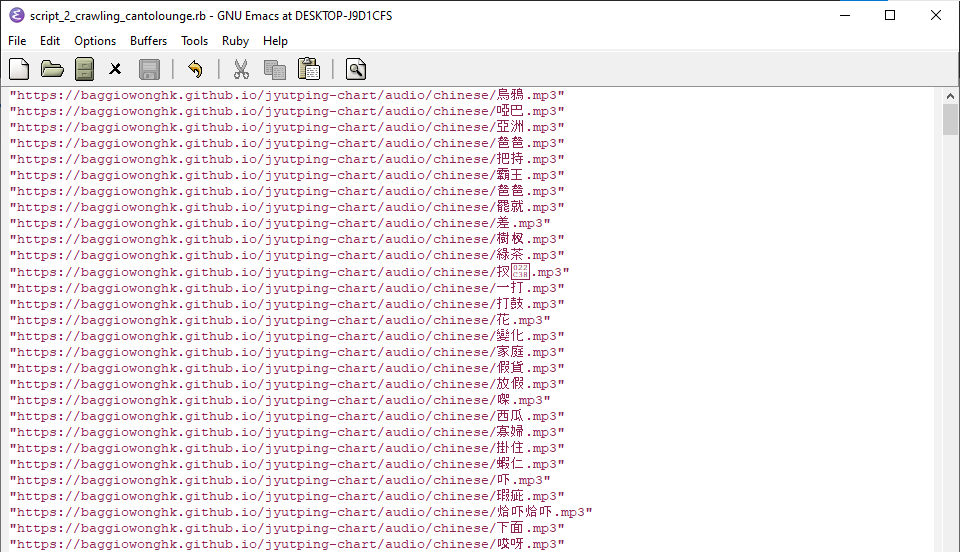 script_2_crawling_cantolounge.rb - GNU Emacs at DESKTOP-J9D1CFS
File Edit Options Buffers Tools Ruby Help
"https://baggiowonghk.github.io/jyutping-chart/audio/chinese/烏鴉.mp3"
"https://baggiowonghk.github.io/jyutping-chart/audio/chinese/啞巴.mp3"
"https://baggiowonghk.github.io/jyutping-chart/audio/chinese/亞洲.mp3"
"https://baggiowonghk.github.io/jyutping-chart/audio/chinese/爸爸.mp3"
"https://baggiowonghk.github.io/jyutping-chart/audio/chinese/把持.mp3"
"https://baggiowonghk.github.io/jyutping-chart/audio/chinese/霸王.mp3"
"https://baggiowonghk.github.io/jyutping-chart/audio/chinese/爸爸.mp3"
"https://baggiowonghk.github.io/jyutping-chart/audio/chinese/罷就.mp3"
"https://baggiowonghk.github.io/jyutping-chart/audio/chinese/差.mp3"
"https://baggiowonghk.github.io/jyutping-chart/audio/chinese/樹杈.mp3"
"https://baggiowonghk.github.io/jyutping-chart/audio/chinese/綠茶.mp3"
"https://baggiowonghk.github.io/jyutping-chart/audio/chinese/扠𢰸.mp3"
"https://baggiowonghk.github.io/jyutping-chart/audio/chinese/一打.mp3"
"https://baggiowonghk.github.io/jyutping-chart/audio/chinese/打鼓.mp3"
"https://baggiowonghk.github.io/jyutping-chart/audio/chinese/花.mp3"
"https://baggiowonghk.github.io/jyutping-chart/audio/chinese/變化.mp3"
"https://baggiowonghk.github.io/jyutping-chart/audio/chinese/家庭.mp3"
"https://baggiowonghk.github.io/jyutping-chart/audio/chinese/假貨.mp3"
"https://baggiowonghk.github.io/jyutping-chart/audio/chinese/放假.mp3"
"https://baggiowonghk.github.io/jyutping-chart/audio/chinese/㗎.mp3"
"https://baggiowonghk.github.io/jyutping-chart/audio/chinese/西瓜.mp3"
"https://baggiowonghk.github.io/jyutping-chart/audio/chinese/寡婦.mp3"
"https://baggiowonghk.github.io/jyutping-chart/audio/chinese/掛住.mp3"
"https://baggiowonghk.github.io/jyutping-chart/audio/chinese/蝦仁.mp3"
"https://baggiowonghk.github.io/jyutping-chart/audio/chinese/吓.mp3"
"https://baggiowonghk.github.io/jyutping-chart/audio/chinese/瑕疵.mp3"
"https://baggiowonghk.github.io/jyutping-chart/audio/chinese/烚吓烚吓.mp3"
"https://baggiowonghk.github.io/jyutping-chart/audio/chinese/下面.mp3"
"https://baggiowonghk.github.io/jyutping-chart/audio/chinese/哎呀.mp3"